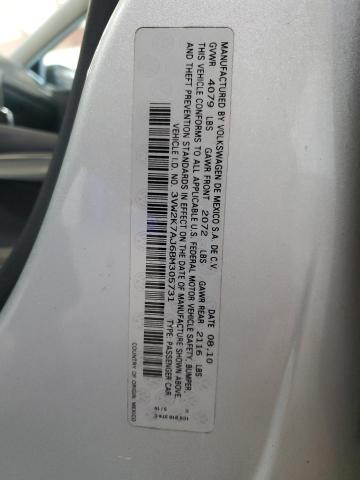 MANUFACTURED BY VOLKSWAGEN DE MEXICO S.A. DE C.V. DATE 08.10
GVWR 4079 LBS GAWR FRONT 2072 LBS GAWR REAR 2116 LBS
THIS VEHICLE CONFORMS TO ALL APPLICABLE U.S. FEDERAL MOTOR VEHICLE SAFETY, BUMPER,
AND THEFT PREVENTION STANDARDS IN EFFECT ON THE DATE OF MANUFACTURE SHOWN ABOVE.
VEHICLE I.D. NO. 3VW2K7AJ6BM305731 TYPE: PASSENGER CAR
COUNTRY OF
ORIGIN: MEXICO